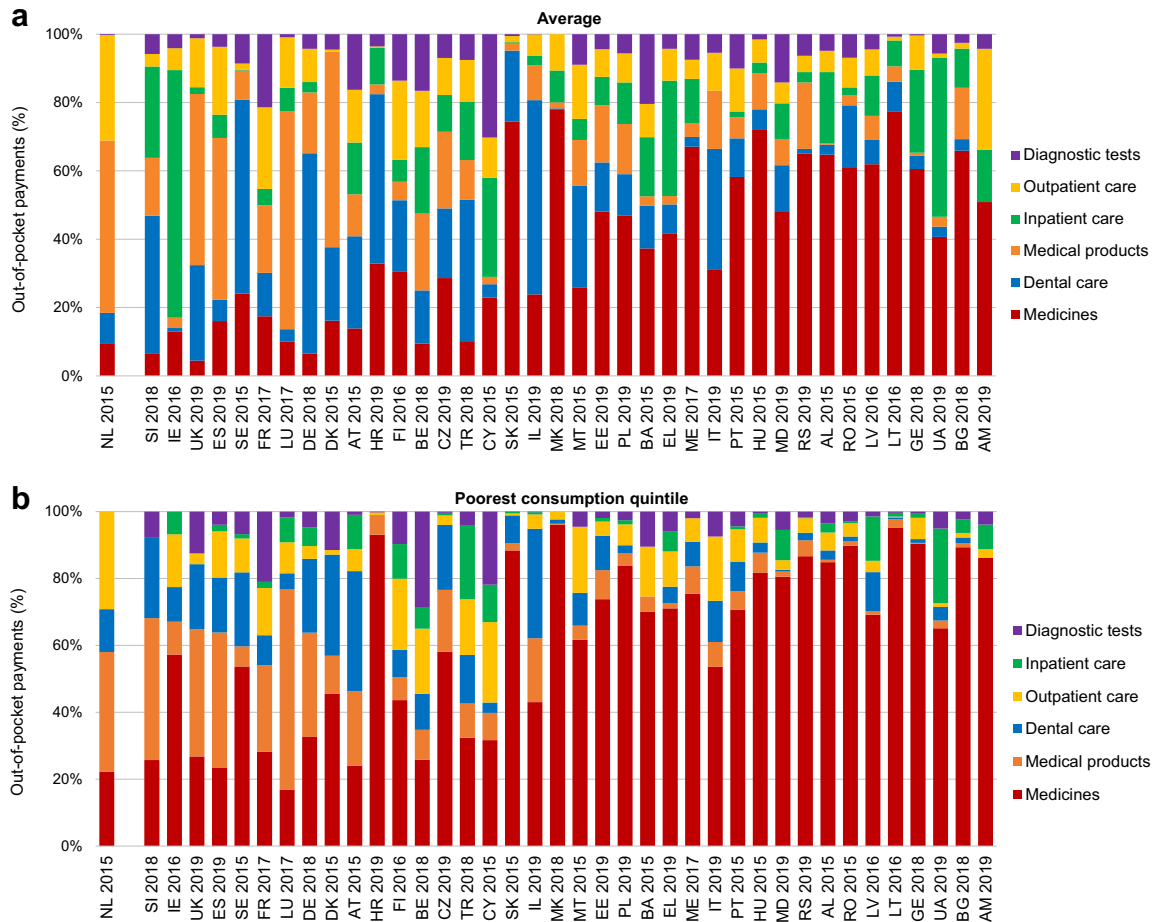 a
Average
Out-of-pocket payments (%)
100%
80%
60%
40%
20%
0%
Diagnostic tests
Outpatient care
Inpatient care
Medical products
Dental care
Medicines
NL 2015
SI 2018
IE 2016
UK 2019
ES 2019
SE 2015
FR 2017
LU 2017
DE 2018
DK 2015
AT 2015
HR 2019
FI 2016
BE 2018
CZ 2019
TR 2018
CY 2015
SK 2015
IL 2019
MK 2018
MT 2015
EE 2019
PL 2019
BA 2015
EL 2019
ME 2017
IT 2019
PT 2015
HU 2015
MD 2019
RS 2019
AL 2015
RO 2015
LV 2016
LT 2016
GE 2018
UA 2019
BG 2018
AM 2019
b
Poorest consumption quintile
Out-of-pocket payments (%)
100%
80%
60%
40%
20%
0%
Diagnostic tests
Inpatient care
Outpatient care
Dental care
Medical products
Medicines
NL 2015
SI 2018
IE 2016
UK 2019
ES 2019
SE 2015
FR 2017
LU 2017
DE 2018
DK 2015
AT 2015
HR 2019
FI 2016
BE 2018
CZ 2019
TR 2018
CY 2015
SK 2015
IL 2019
MK 2018
MT 2015
EE 2019
PL 2019
BA 2015
EL 2019
ME 2017
IT 2019
PT 2015
HU 2015
MD 2019
RS 2019
AL 2015
RO 2015
LV 2016
LT 2016
GE 2018
UA 2019
BG 2018
AM 2019